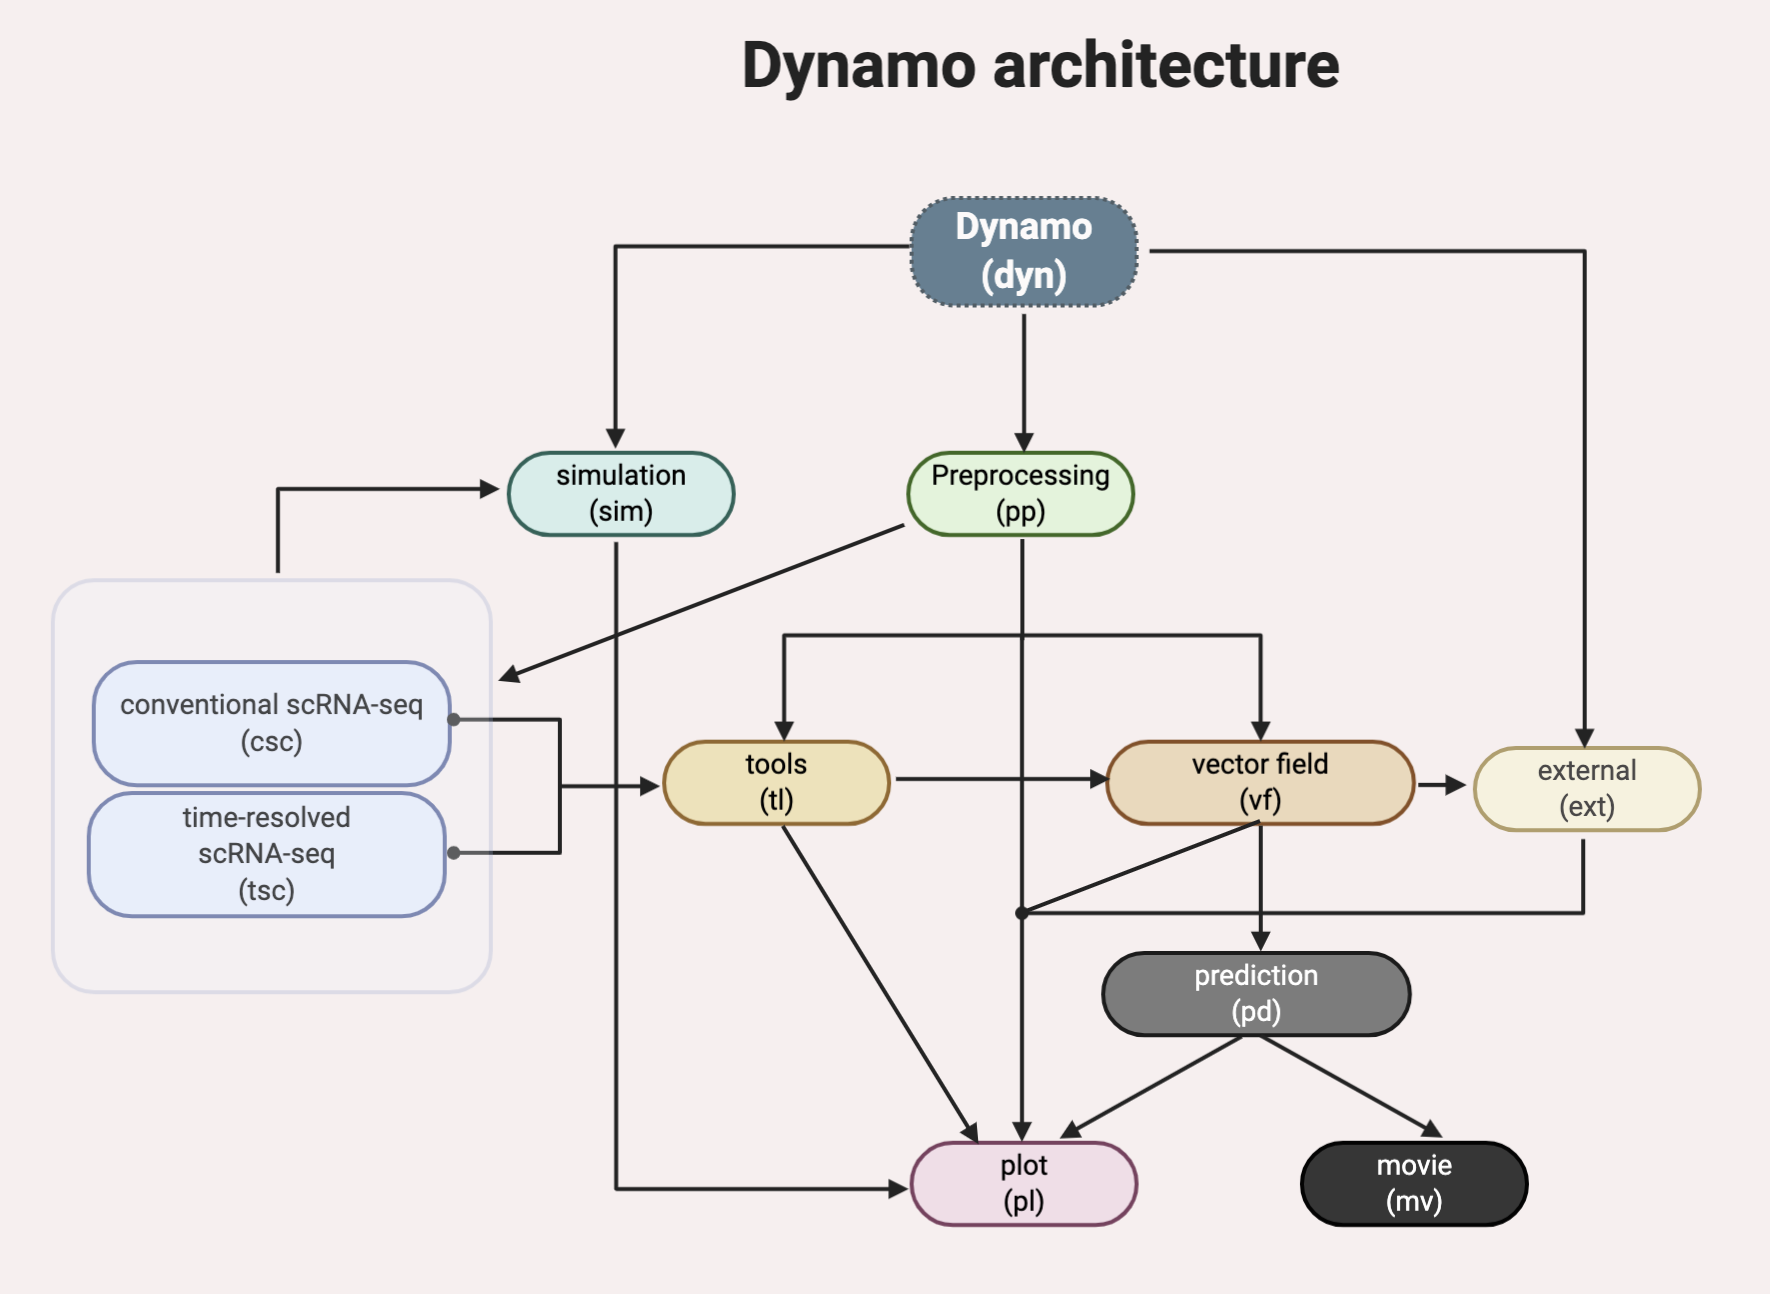 Dynamo architecture
Dynamo
(dyn)
simulation
(sim)
Preprocessing
(pp)
conventional scRNA-seq
(csc)
time-resolved
scRNA-seq
(tsc)
tools
(tl)
vector field
(vf)
external
(ext)
prediction
(pd)
plot
(pl)
movie
(mv)